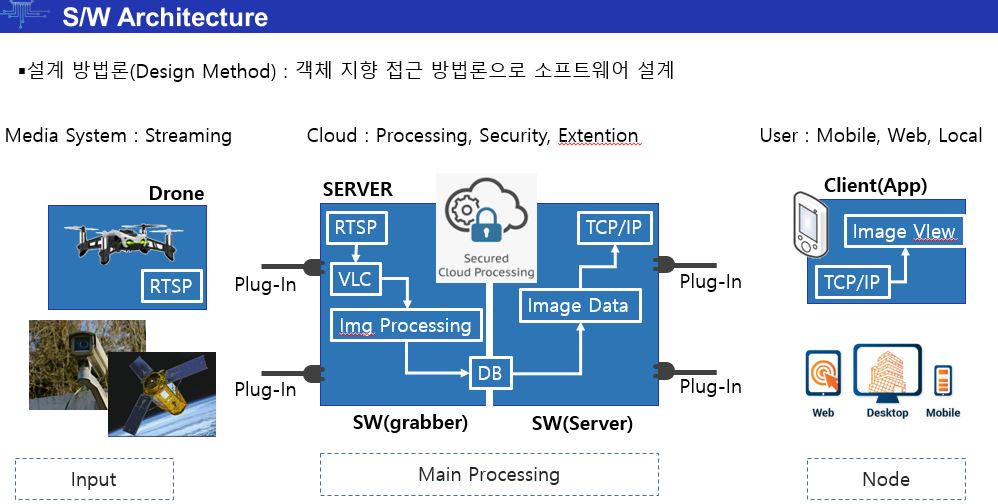 S/W Architecture
▪설계 방법론(Design Method) : 객체 지향 접근 방법론으로 소프트웨어 설계
Media System : Streaming
Cloud : Processing, Security, Extention
User : Mobile, Web, Local
Drone
RTSP
SERVER
RTSP
VLC
Img Processing
DB
Secured
Cloud Processing
TCP/IP
Image Data
Plug-In
Plug-In
Plug-In
Plug-In
SW(grabber)
SW(Server)
Client(App)
Image VIew
TCP/IP
Web
Desktop
Mobile
Input
Main Processing
Node